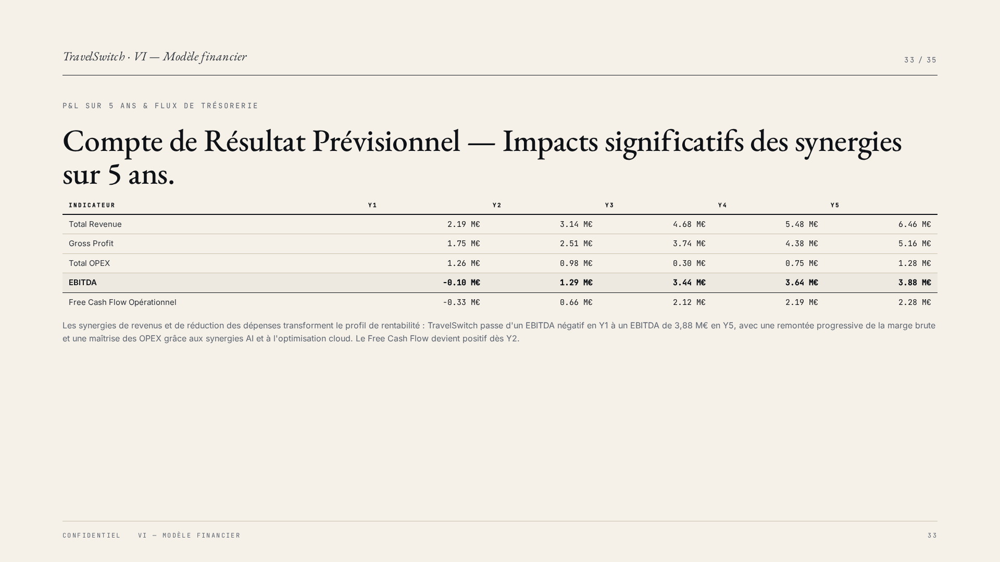 TravelSwitch · VI — Modèle financier
33 / 35
P&L SUR 5 ANS & FLUX DE TRÉSORERIE
Compte de Résultat Prévisionnel — Impacts significatifs des synergies
sur 5 ans.
INDICATEUR Y1 Y2 Y3 Y4 Y5
Total Revenue 2.19 M€ 3.14 M€ 4.68 M€ 5.48 M€ 6.46 M€
Gross Profit 1.75 M€ 2.51 M€ 3.74 M€ 4.38 M€ 5.16 M€
Total OPEX 1.26 M€ 0.98 M€ 0.30 M€ 0.75 M€ 1.28 M€
EBITDA -0.10 M€ 1.29 M€ 3.44 M€ 3.64 M€ 3.88 M€
Free Cash Flow Opérationnel -0.33 M€ 0.66 M€ 2.12 M€ 2.19 M€ 2.28 M€
Les synergies de revenus et de réduction des dépenses transforment le profil de rentabilité : TravelSwitch passe d'un EBITDA négatif en Y1 à un EBITDA de 3,88 M€ en Y5, avec une remontée progressive de la marge brute
et une maîtrise des OPEX grâce aux synergies AI et à l'optimisation cloud. Le Free Cash Flow devient positif dès Y2.
CONFIDENTIEL VI — MODÈLE FINANCIER
33